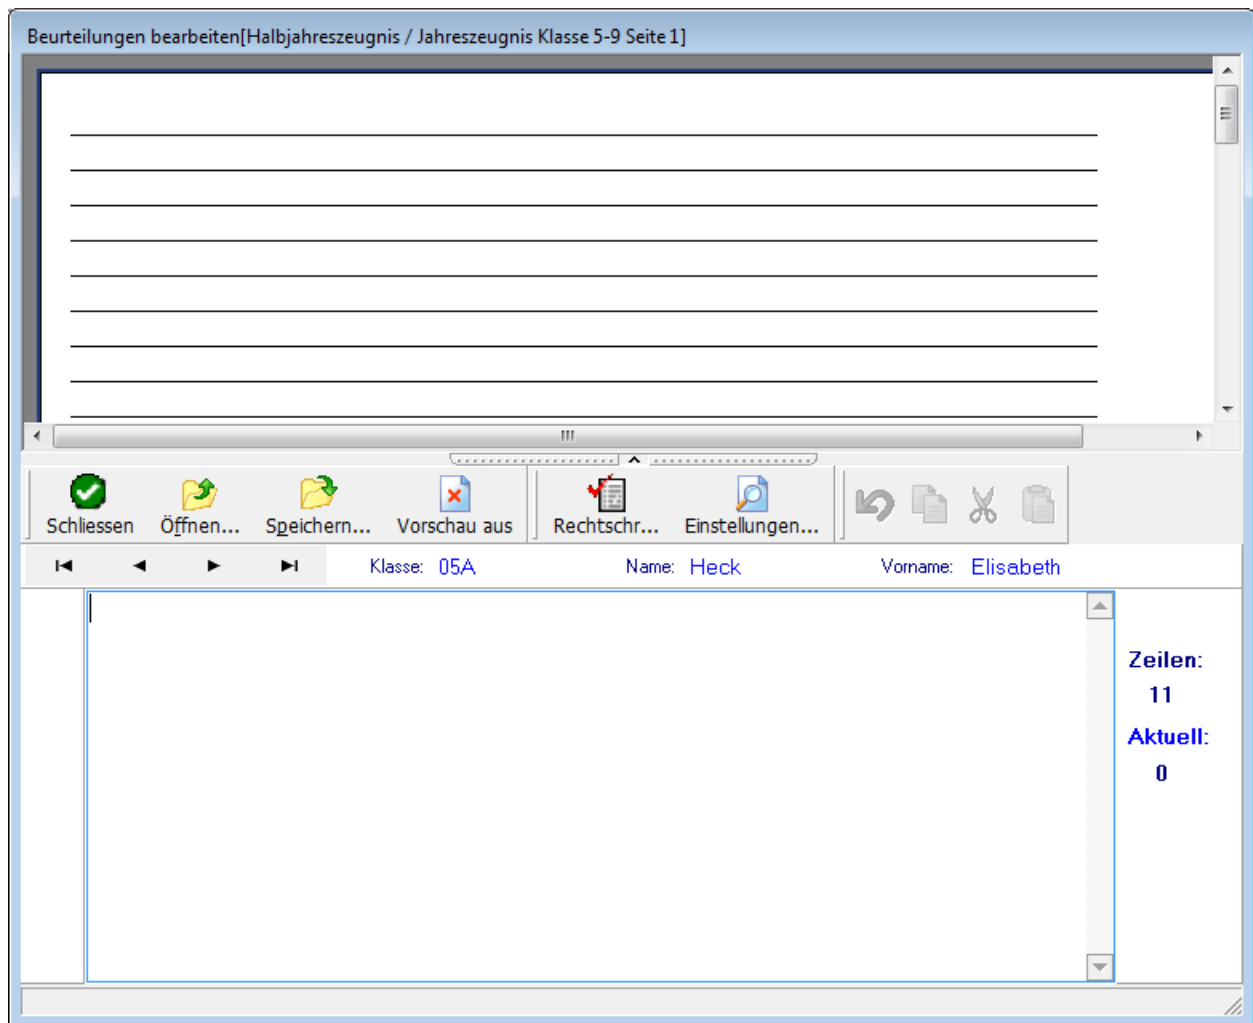 Beurteilungen bearbeiten[Halbjahreszeugnis / Jahreszeugnis Klasse 5-9 Seite 1]
Schliessen Öffnen... Speichern... Vorschau aus Rechtschr... Einstellungen...
Klasse: 05A Name: Heck Vorname: Elisabeth
Zeilen:
11
Aktuell:
0